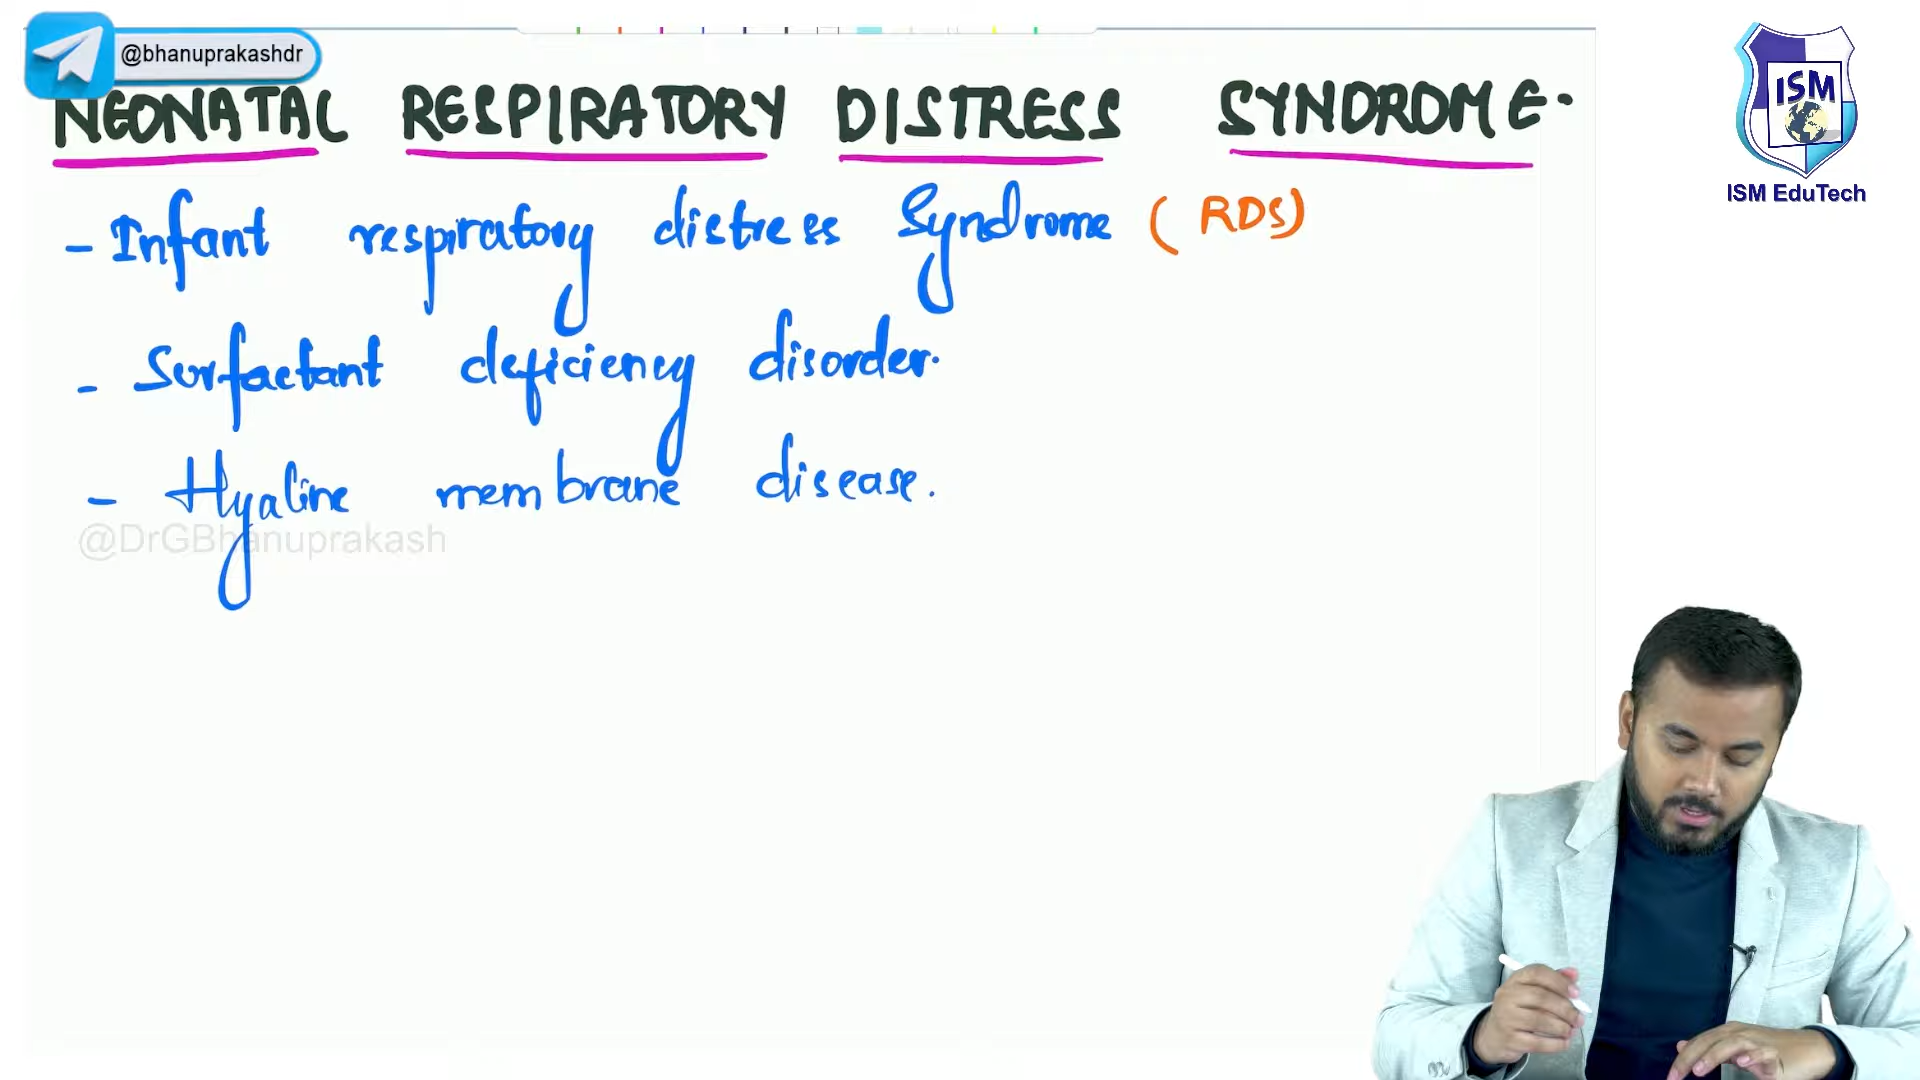 @bhanuprakashdr
NEONATAL RESPIRATORY DISTRESS SYNDROME.
- Infant respiratory distress Syndrome (RDS)
- Surfactant deficiency disorder.
- Hyaline membrane disease.
@DrGBhanuprakash
ISM
ISM EduTech